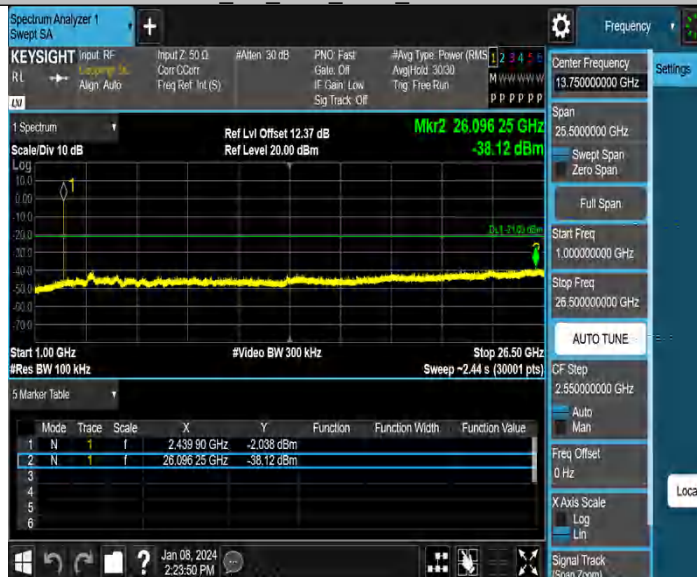 Spectrum Analyzer 1
Swept SA
Frequency
KEYSIGHT
RL
Input: RF
Coupling: DC
Align: Auto
Input Z: 50 Ω
Corr CCorr
Freq Ref: Int (S)
#Atten: 30 dB
PNO: Fast
Gate: Off
IF Gain: Low
Sig Track: Off
#Avg Type: Power (RMS
Avg|Hold: 30/30
Trig: Free Run
1 2 3 4 5 6
M W W W W W
P P P P P P
LXI
1 Spectrum
Scale/Div 10 dB
Ref Lvl Offset 12.37 dB
Ref Level 20.00 dBm
Mkr2 26.096 25 GHz
-38.12 dBm
Log
10.0
0.00
-10.0
-20.0
-30.0
-40.0
-50.0
-60.0
-70.0
1
2
Start 1.00 GHz
#Res BW 100 kHz
#Video BW 300 kHz
Stop 26.50 GHz
Sweep ~2.44 s (30001 pts)
5 Marker Table
Mode Trace Scale X Y Function Function Width Function Value
1 N 1 f 2.439 90 GHz -2.038 dBm
2 N 1 f 26.096 25 GHz -38.12 dBm
3
4
5
6
Jan 08, 2024
2:23:50 PM
Center Frequency
13.750000000 GHz
Settings
Span
25.5000000 GHz
Swept Span
Zero Span
Full Span
Start Freq
1.000000000 GHz
Stop Freq
26.500000000 GHz
AUTO TUNE
CF Step
2.550000000 GHz
Auto
Man
Freq Offset
0 Hz
Loca
X Axis Scale
Log
Lin
Signal Track
(Span Zoom)